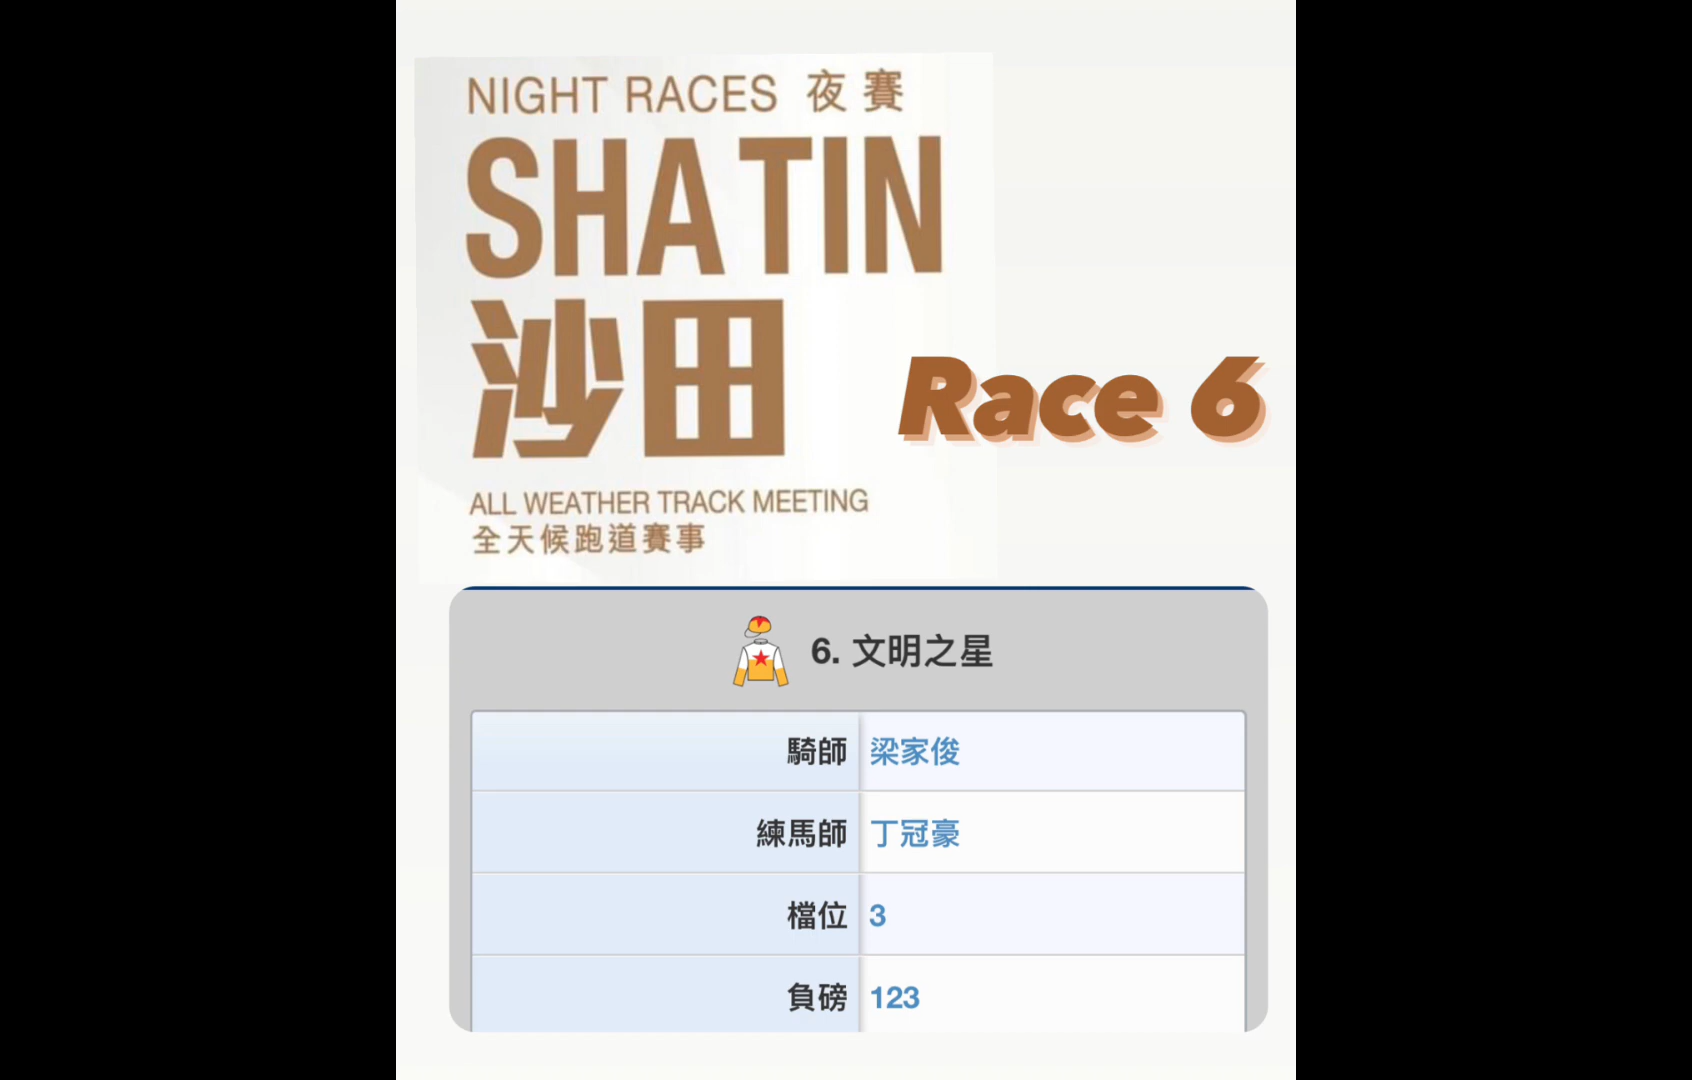 NIGHT RACES 夜賽
SHA TIN
沙田
Race 6
ALL WEATHER TRACK MEETING
全天候跑道賽事
6. 文明之星
騎師 梁家俊
練馬師 丁冠豪
檔位 3
負磅 123